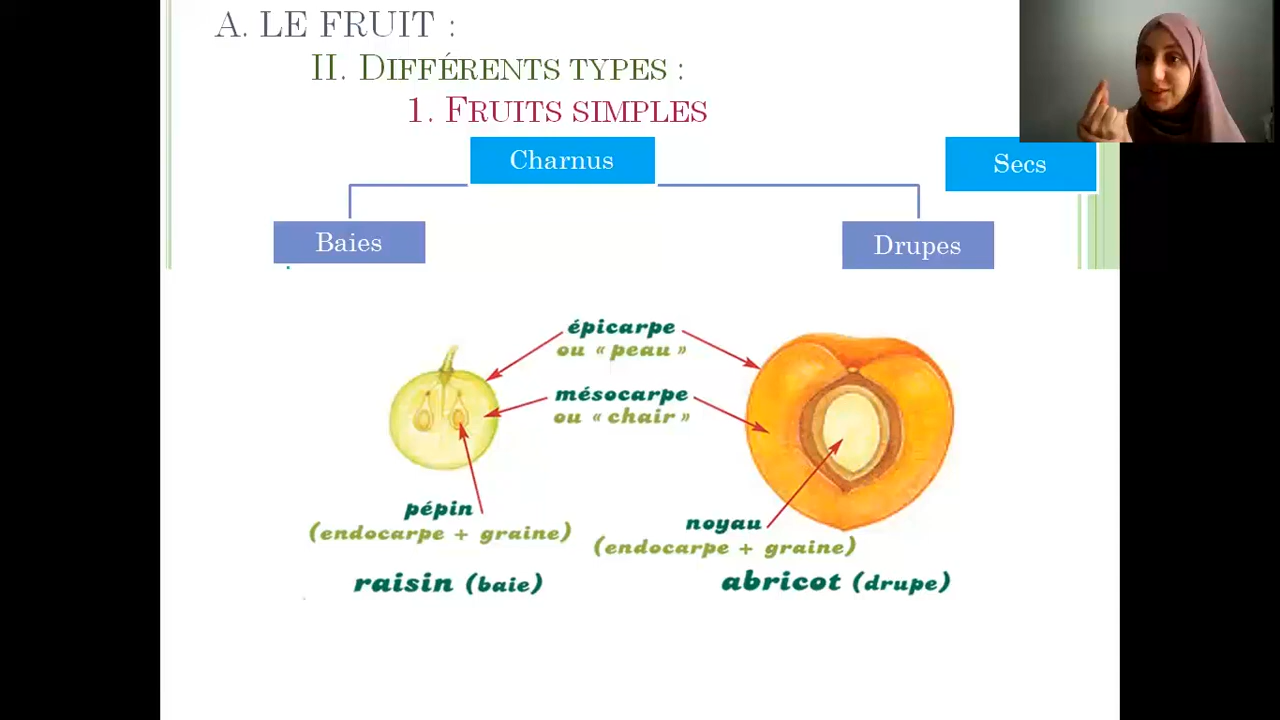 A. LE FRUIT :
II. DIFFÉRENTS TYPES :
1. FRUITS SIMPLES
Charnus
Secs
Baies
Drupes
épicarpe
ou « peau »
mésocarpe
ou « chair »
pépin
(endocarpe + graine)
noyau
(endocarpe + graine)
raisin (baie)
abricot (drupe)